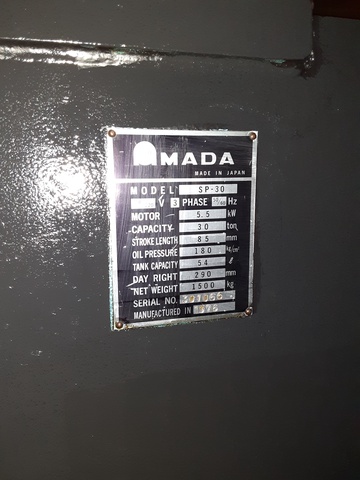 AMADA
MADE IN JAPAN
MODEL SP-30
V 3 PHASE Hz
MOTOR 5.5 kW
CAPACITY 30 ton
STROKE LENGTH 85 mm
OIL PRESSURE 180 kg/cm²
TANK CAPACITY 54 ℓ
DAY RIGHT 290 mm
NET WEIGHT 1500 kg
SERIAL NO.
MANUFACTURED IN